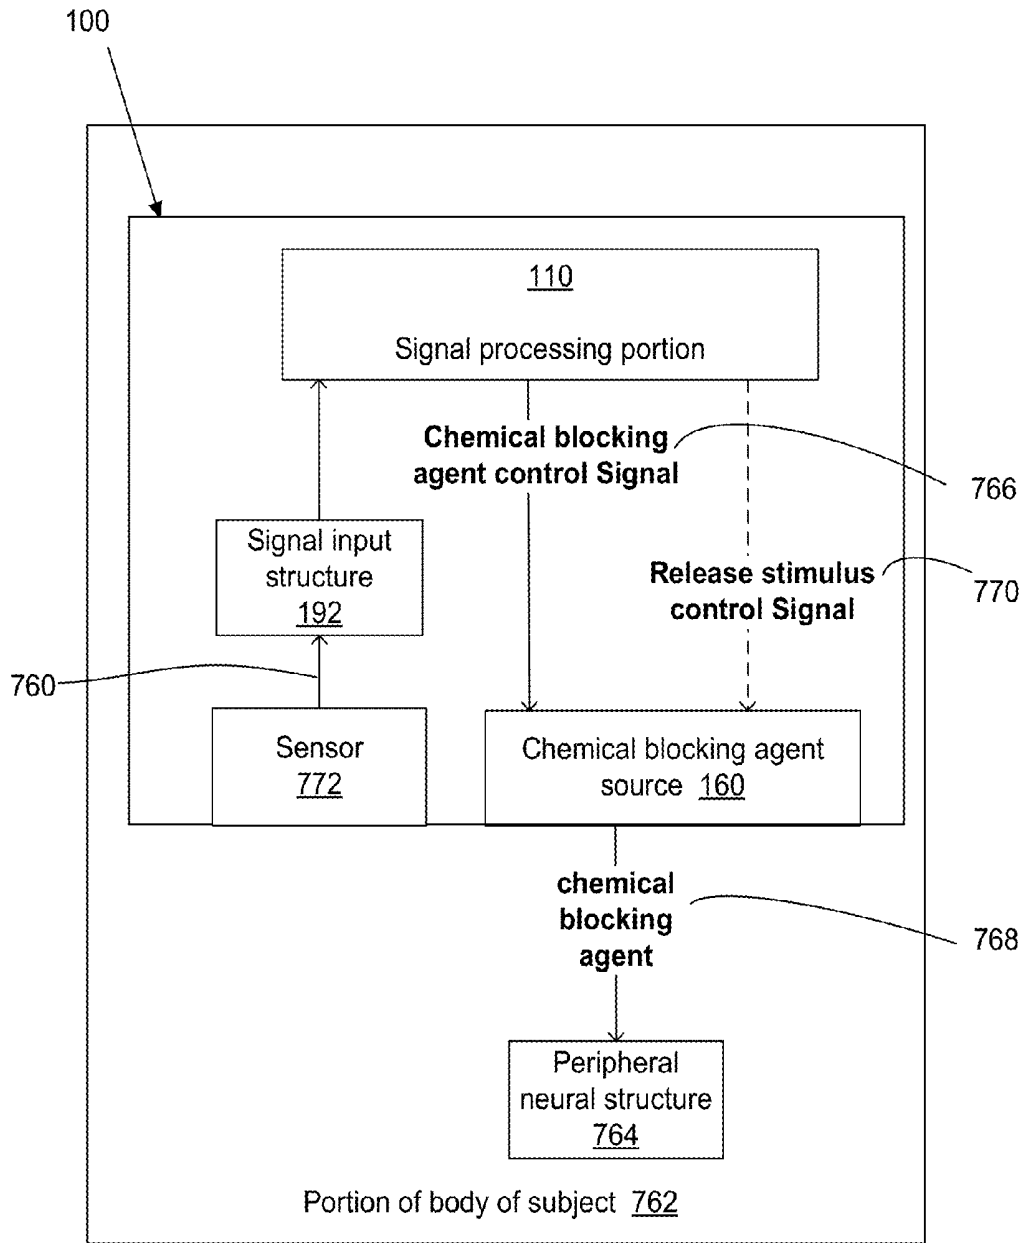 100
110
Signal processing portion
Chemical blocking
agent control Signal
766
Signal input
structure
192
Release stimulus
control Signal
770
760
Sensor
772
Chemical blocking agent
source 160
chemical
blocking
agent
768
Peripheral
neural structure
764
Portion of body of subject 762